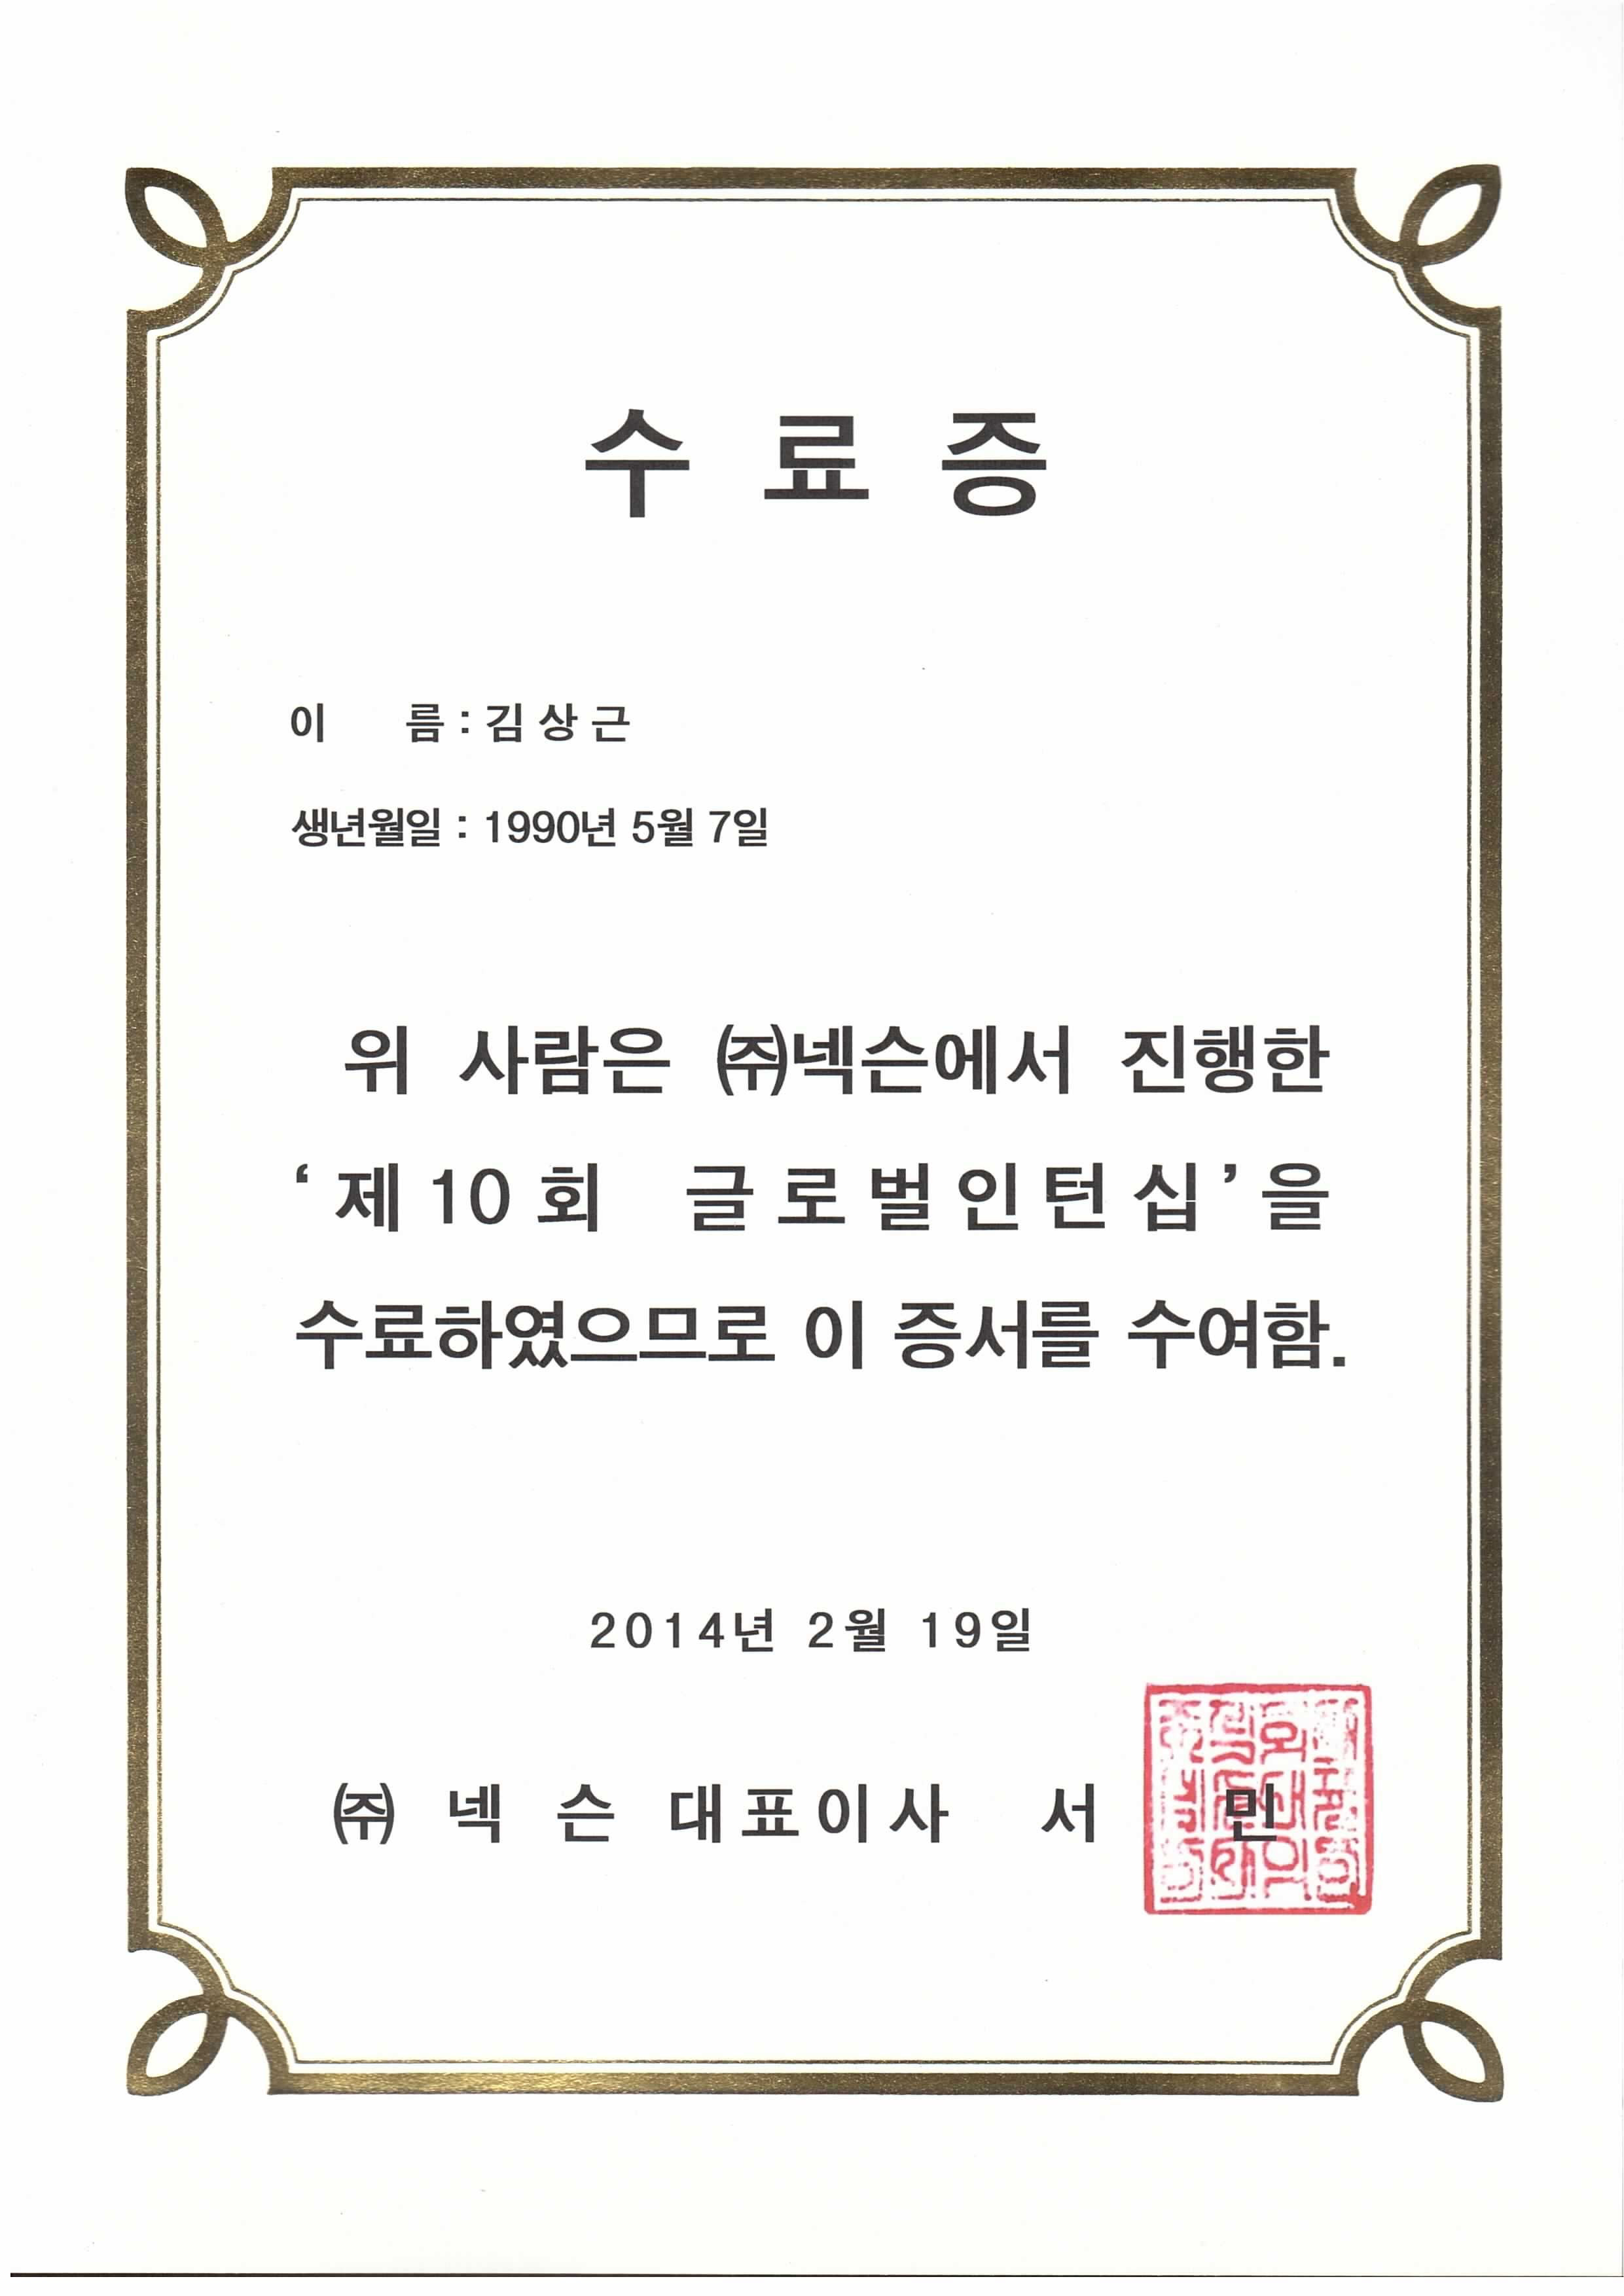 수 료 증
이 름 : 김 상 근
생년월일 : 1990년 5월 7일
위 사람은 ㈜넥슨에서 진행한
‘제10회 글로벌인턴십’을
수료하였으므로 이 증서를 수여함.
2014년 2월 19일
㈜ 넥 슨 대표이사 서 민